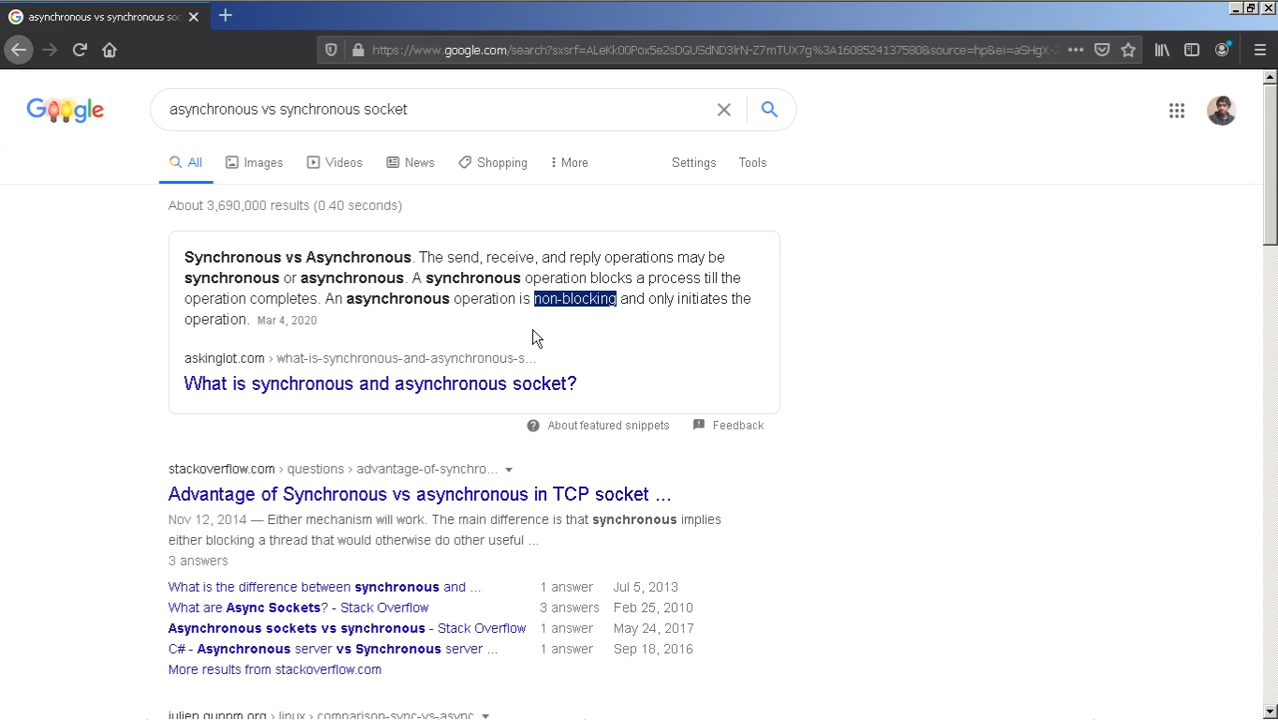 asynchronous vs synchronous soc
https://www.google.com/search?sxsrf=ALeKk00Pox5e2sDGUSdND3lrN-Z7mTUX7g%3A1608524137580&source=hp&ei=aSHgX-2
Google
asynchronous vs synchronous socket
All Images Videos News Shopping More Settings Tools
About 3,690,000 results (0.40 seconds)
Synchronous vs Asynchronous. The send, receive, and reply operations may be
synchronous or asynchronous. A synchronous operation blocks a process till the
operation completes. An asynchronous operation is non-blocking and only initiates the
operation. Mar 4, 2020
askinglot.com › what-is-synchronous-and-asynchronous-s...
What is synchronous and asynchronous socket?
About featured snippets Feedback
stackoverflow.com › questions › advantage-of-synchro...
Advantage of Synchronous vs asynchronous in TCP socket ...
Nov 12, 2014 — Either mechanism will work. The main difference is that synchronous implies
either blocking a thread that would otherwise do other useful ...
3 answers
What is the difference between synchronous and ... 1 answer Jul 5, 2013
What are Async Sockets? - Stack Overflow 3 answers Feb 25, 2010
Asynchronous sockets vs synchronous - Stack Overflow 1 answer May 24, 2017
C# - Asynchronous server vs Synchronous server ... 1 answer Sep 18, 2016
More results from stackoverflow.com
› linux › comparison-sync-vs-async